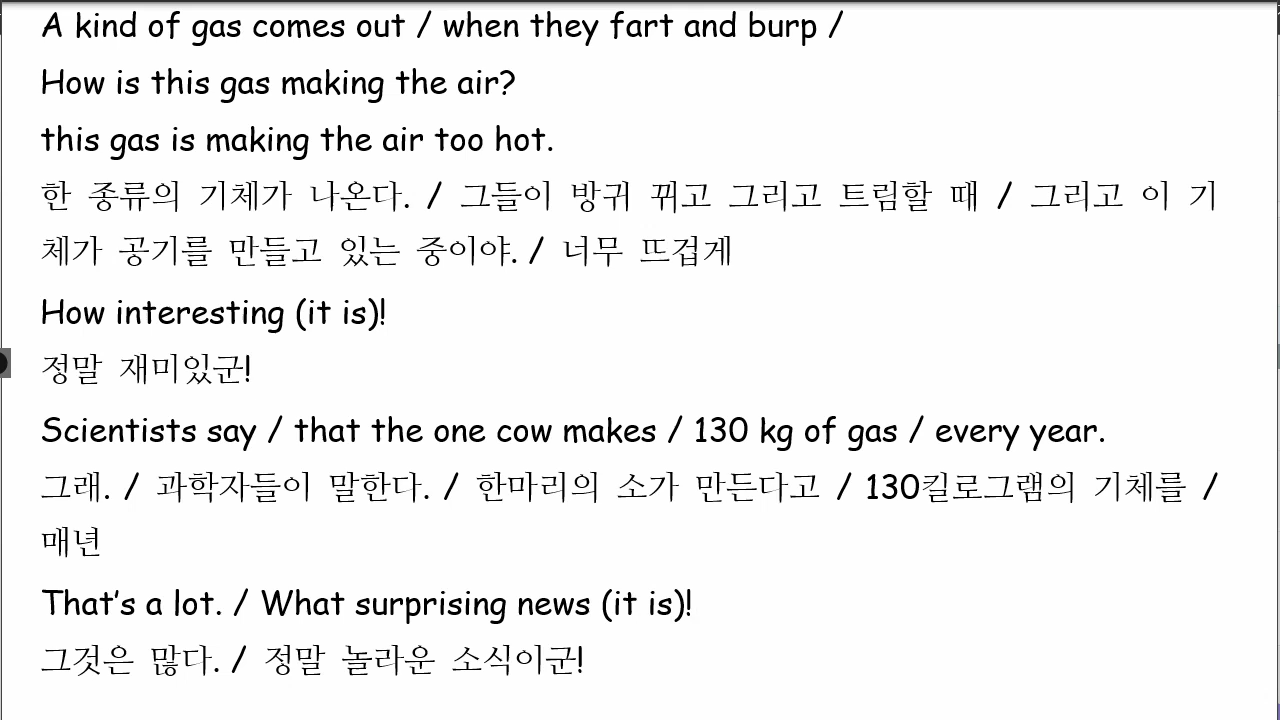 A kind of gas comes out / when they fart and burp /
How is this gas making the air?
this gas is making the air too hot.
한 종류의 기체가 나온다. / 그들이 방귀 뀌고 그리고 트림할 때 / 그리고 이 기
체가 공기를 만들고 있는 중이야. / 너무 뜨겁게
How interesting (it is)!
정말 재미있군!
Scientists say / that the one cow makes / 130 kg of gas / every year.
그래. / 과학자들이 말한다. / 한마리의 소가 만든다고 / 130킬로그램의 기체를 /
매년
That's a lot. / What surprising news (it is)!
그것은 많다. / 정말 놀라운 소식이군!